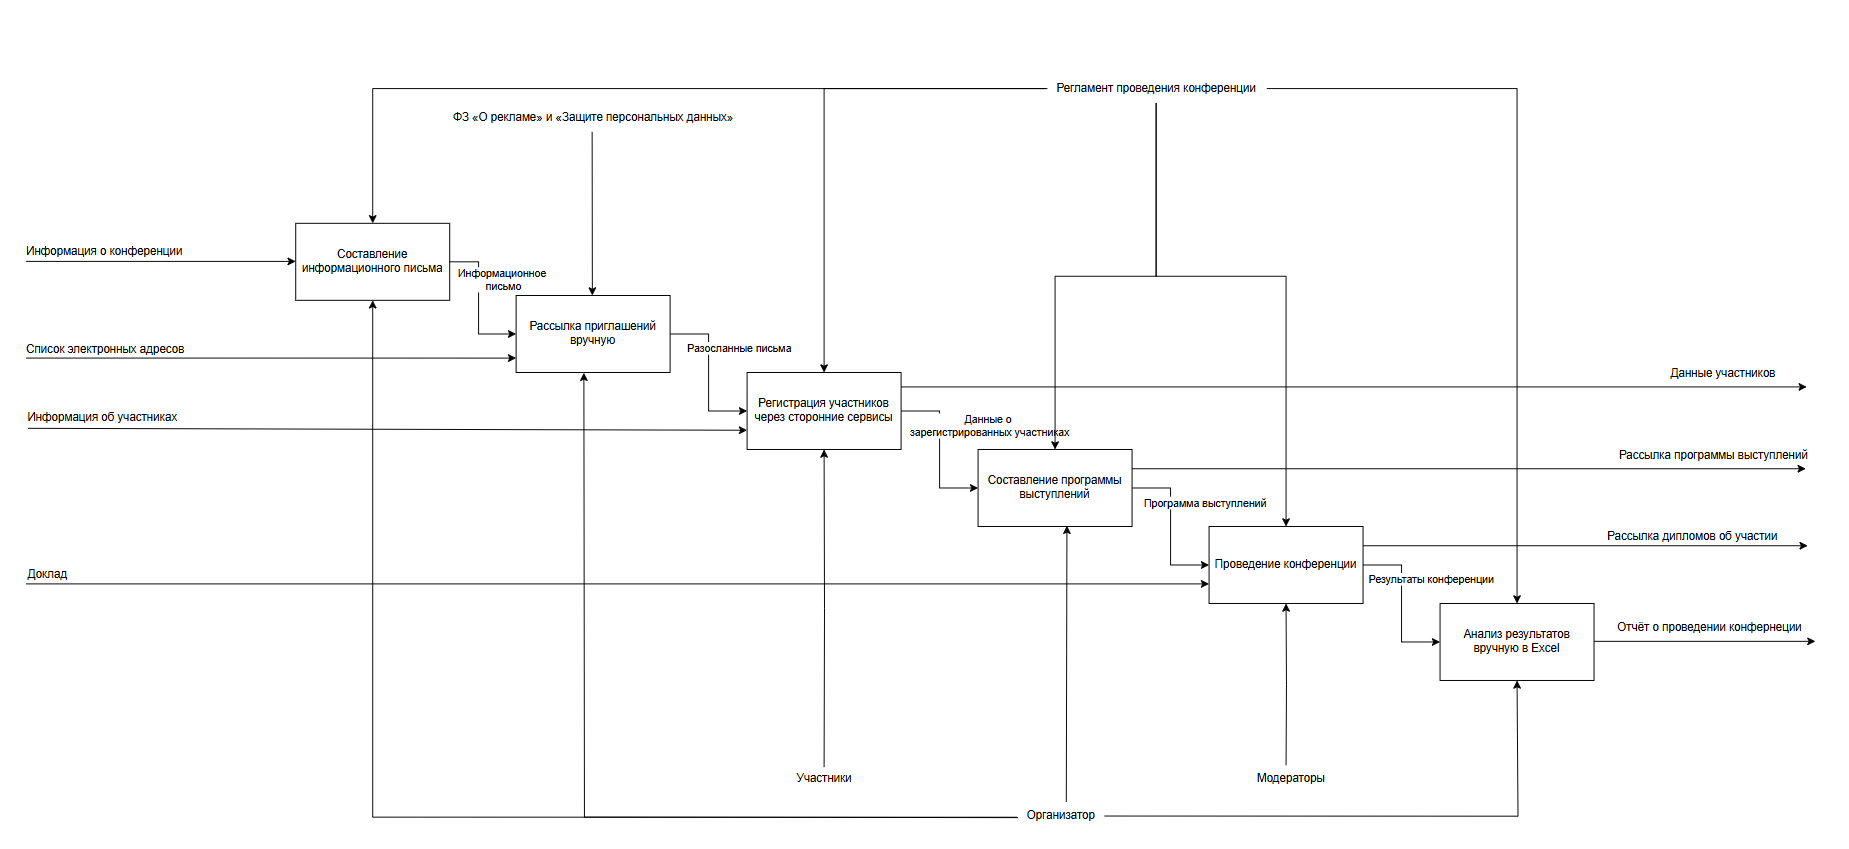 Регламент проведения конференции
ФЗ «О рекламе» и «Защите персональных данных»
Информация о конференции
Составление
информационного письма
Информационное
письмо
Список электронных адресов
Рассылка приглашений
вручную
Разосланные письма
Данные участников
Информация об участниках
Регистрация участников
через сторонние сервисы
Данные о
зарегистрированных участниках
Рассылка программы выступлений
Составление программы
выступлений
Программа выступлений
Рассылка дипломов об участии
Доклад
Проведение конференции
Результаты конференции
Отчёт о проведении конфернеции
Анализ результатов
вручную в Excel
Участники
Модераторы
Организатор